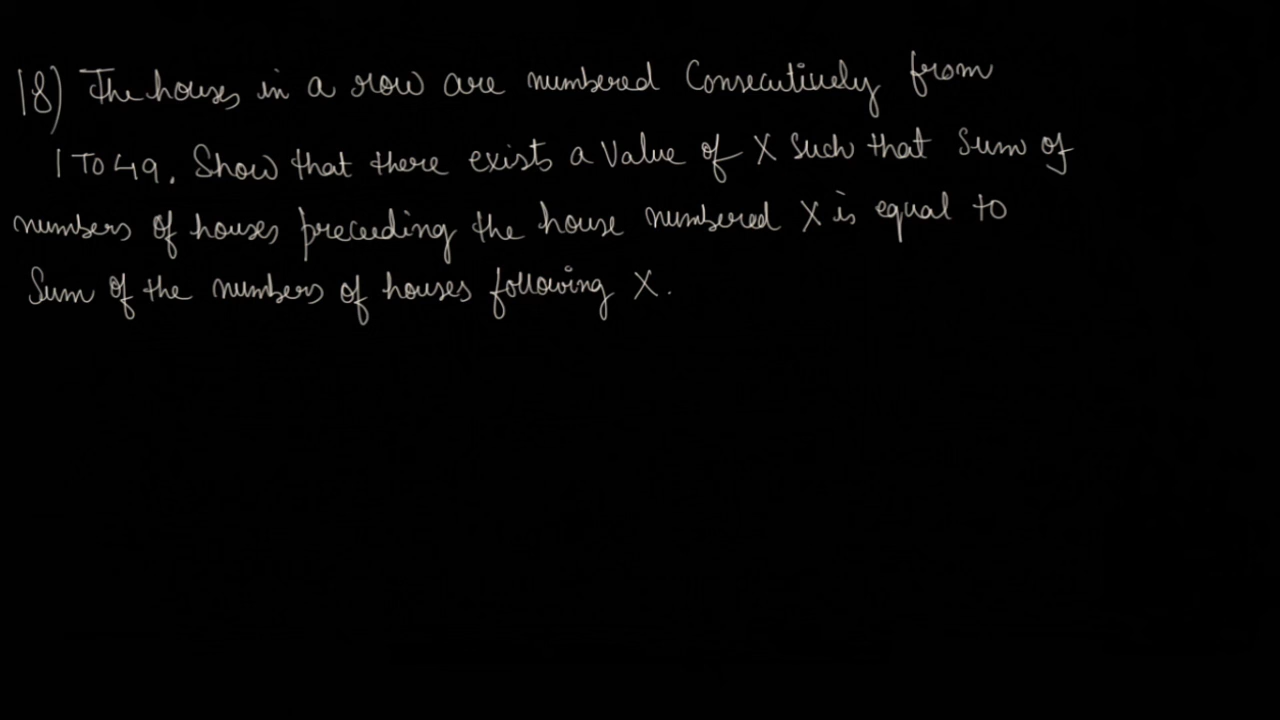 18) The houses in a row are numbered Consecutively from
1 TO 49. Show that there exists a Value of X Such that Sum of
numbers of houses preceeding the house numbered X is equal to
Sum of the numbers of houses following X.